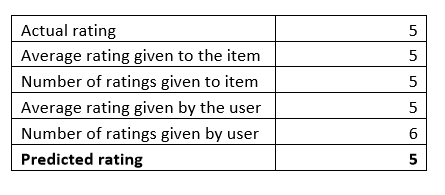 Actual rating 5
Average rating given to the item 5
Number of ratings given to item 5
Average rating given by the user 5
Number of ratings given by user 6
Predicted rating 5